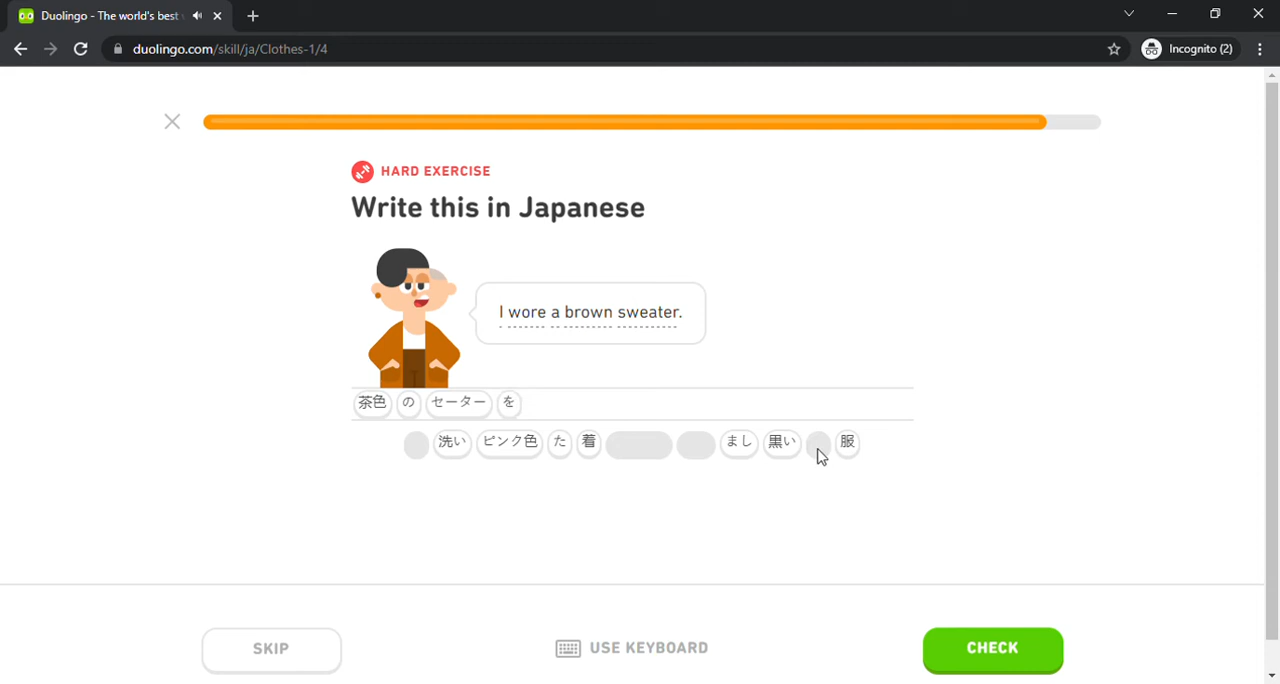 Duolingo - The world's best
duolingo.com/skill/ja/Clothes-1/4
Incognito (2)
HARD EXERCISE
Write this in Japanese
I wore a brown sweater.
茶色 の セーター を
洗い ピンク色 た 着 まし 黒い 服
SKIP
USE KEYBOARD
CHECK